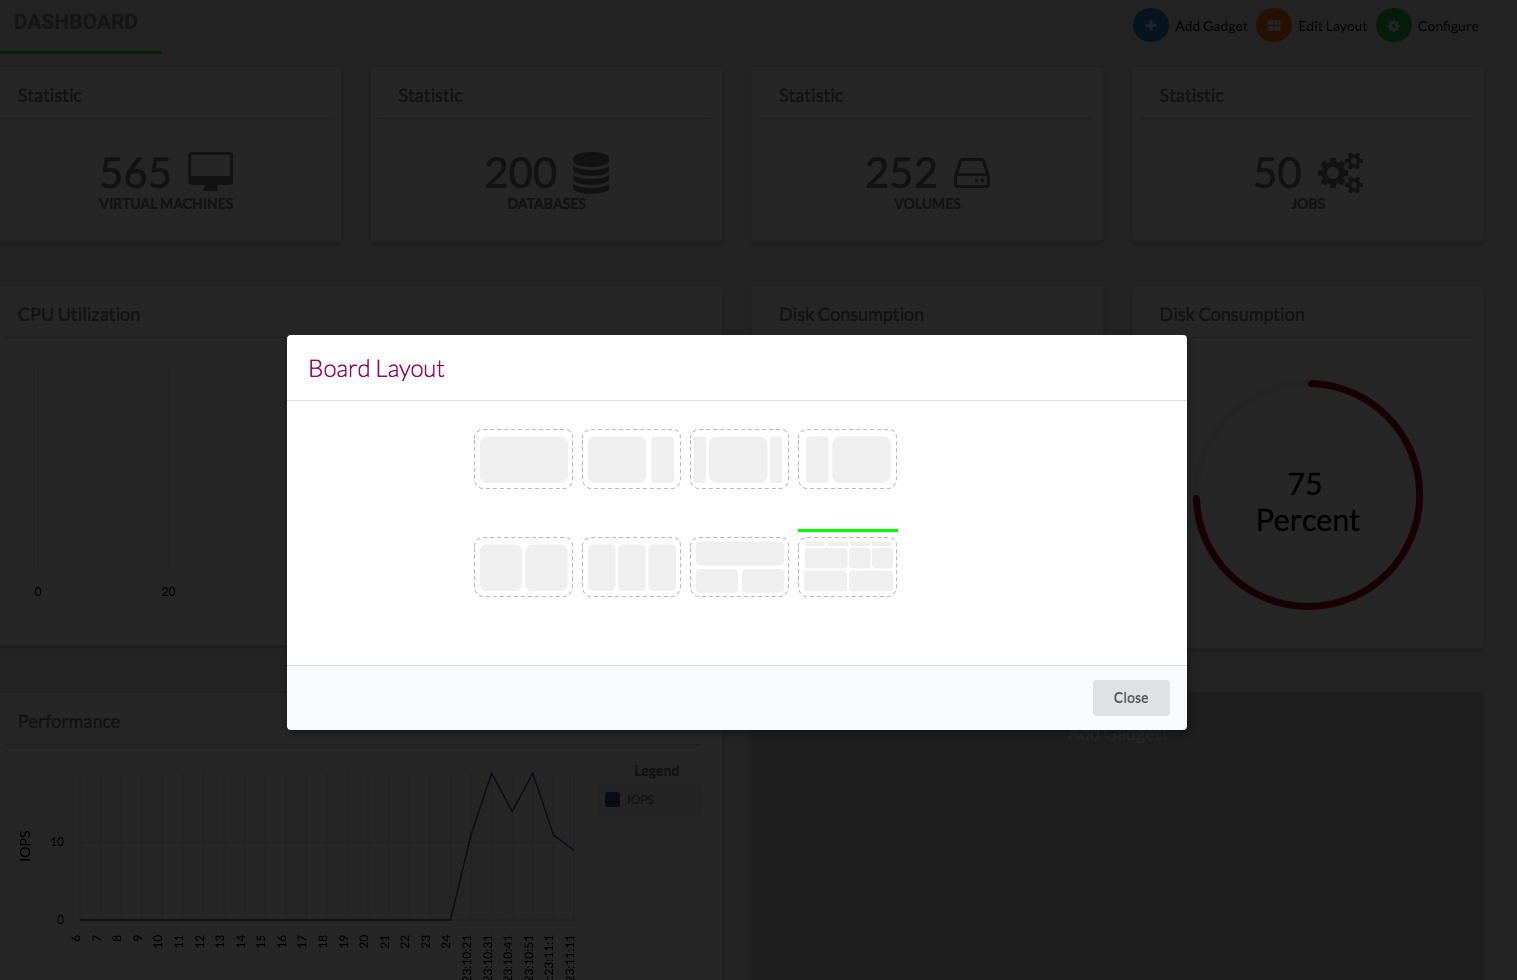 DASHBOARD
Add Gadget
Edit Layout
Configure
Statistic
Statistic
Statistic
Statistic
565
VIRTUAL MACHINES
200
DATABASES
252
VOLUMES
50
JOBS
CPU Utilization
Disk Consumption
Disk Consumption
Board Layout
75
Percent
0
20
Close
Performance
Add Gadget!
Legend
IOPS
IOPS
10
0
6
7
8
9
10
11
12
13
14
15
16
17
18
19
20
21
22
23
24
23:10:21
23:10:31
23:10:41
23:10:51
:23:11:1
23:11:11